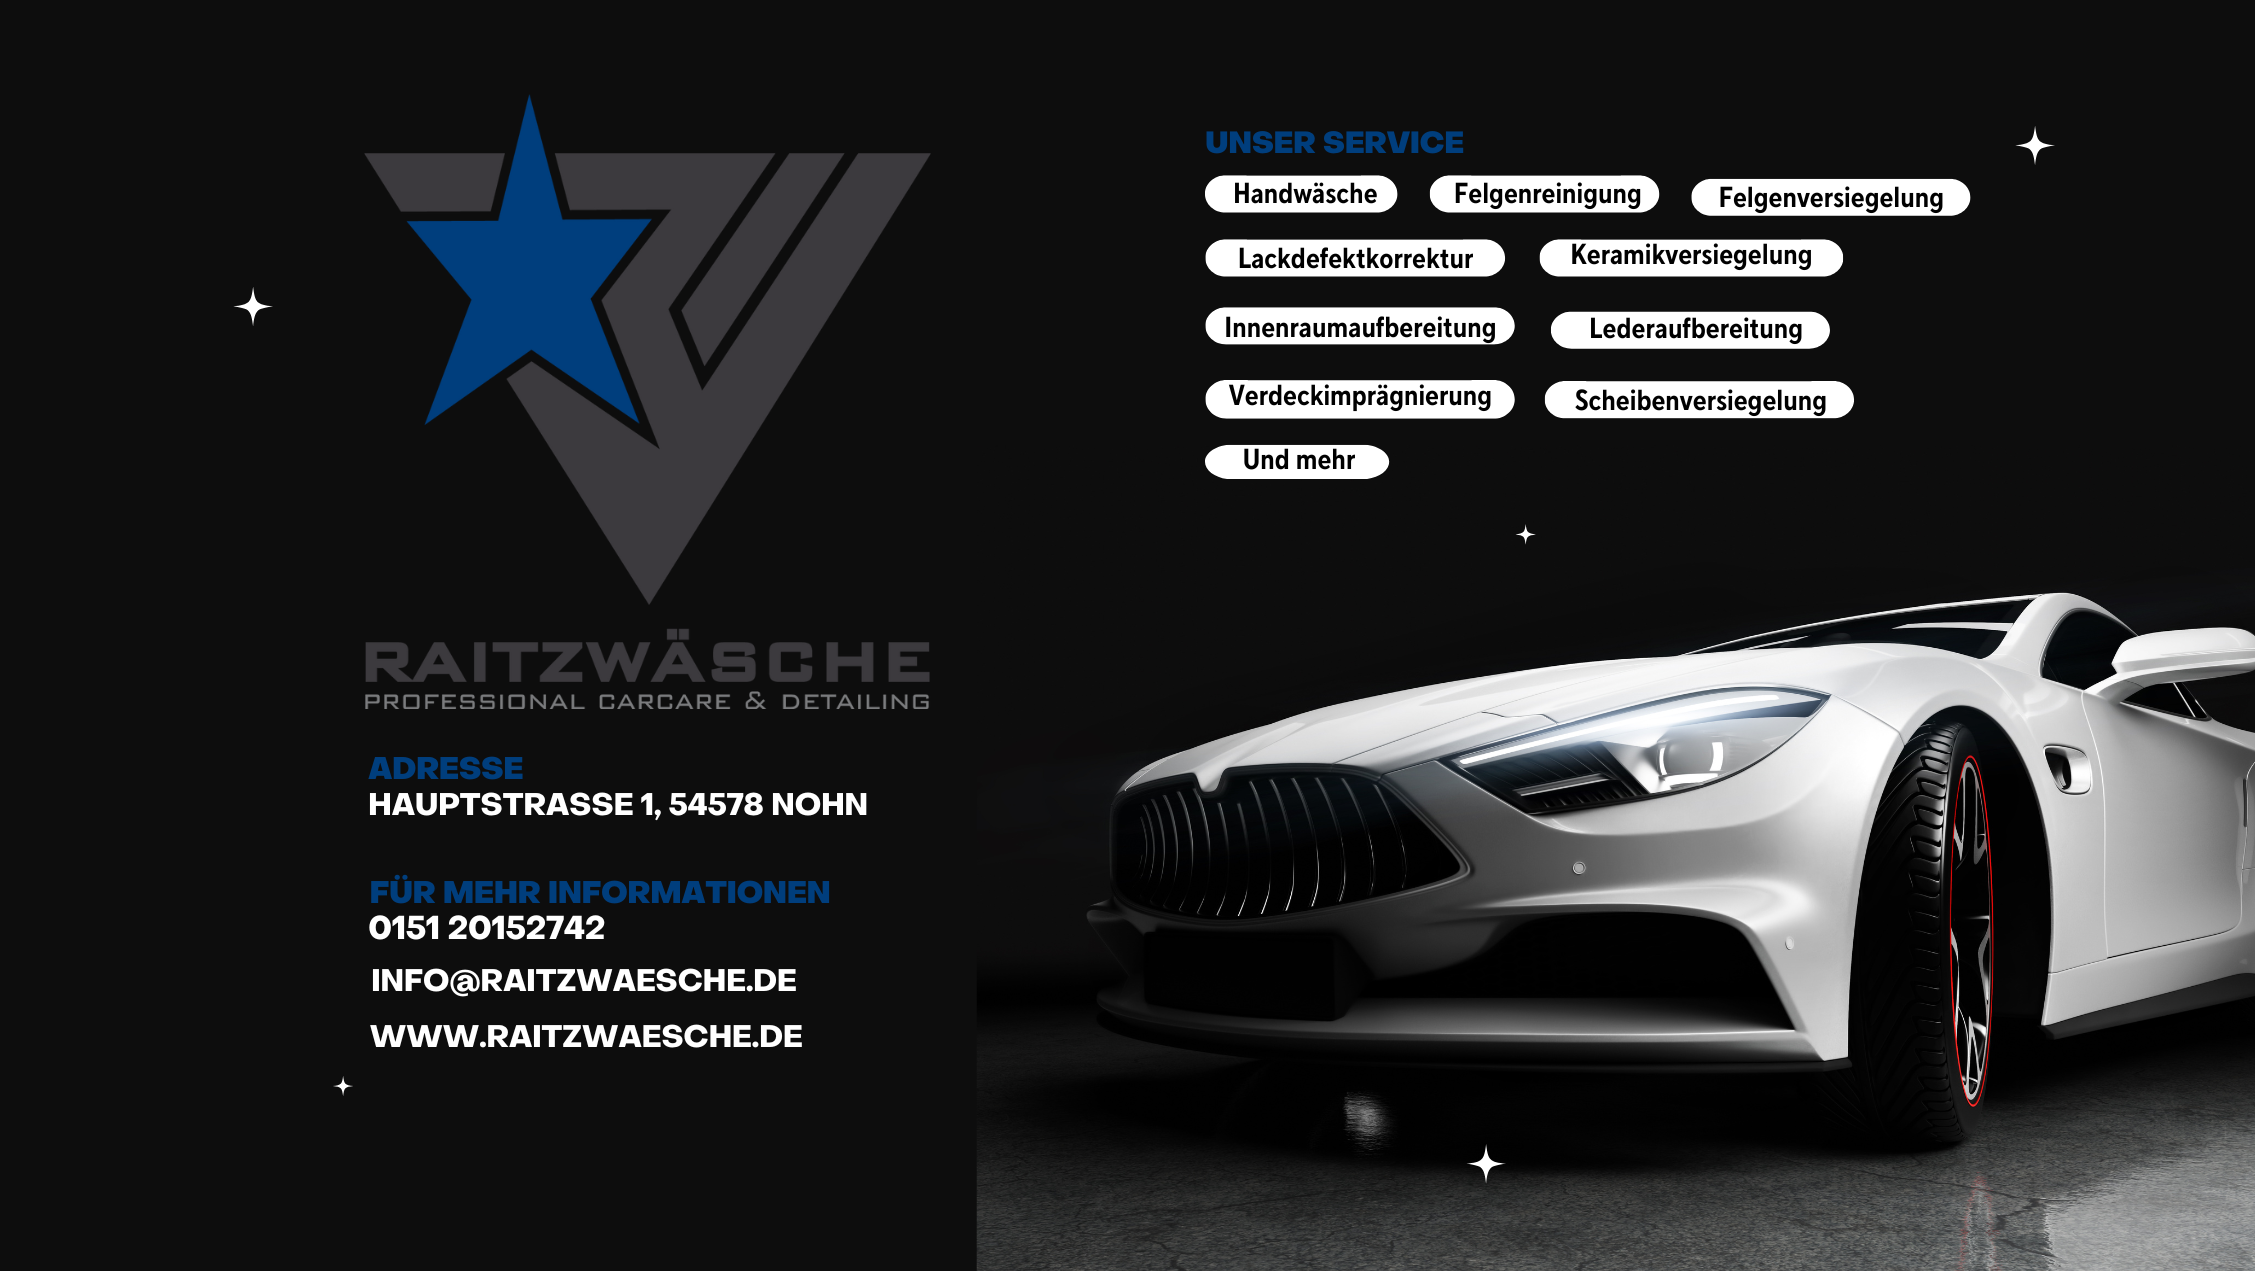 RAITZWÄSCHE
PROFESSIONAL CARCARE & DETAILING
ADRESSE
HAUPTSTRASSE 1, 54578 NOHN
FÜR MEHR INFORMATIONEN
0151 20152742
INFO@RAITZWAESCHE.DE
WWW.RAITZWAESCHE.DE
UNSER SERVICE
Handwäsche Felgenreinigung Felgenversiegelung
Lackdefektkorrektur Keramikversiegelung
Innenraumaufbereitung Lederaufbereitung
Verdeckimprägnierung Scheibenversiegelung
Und mehr